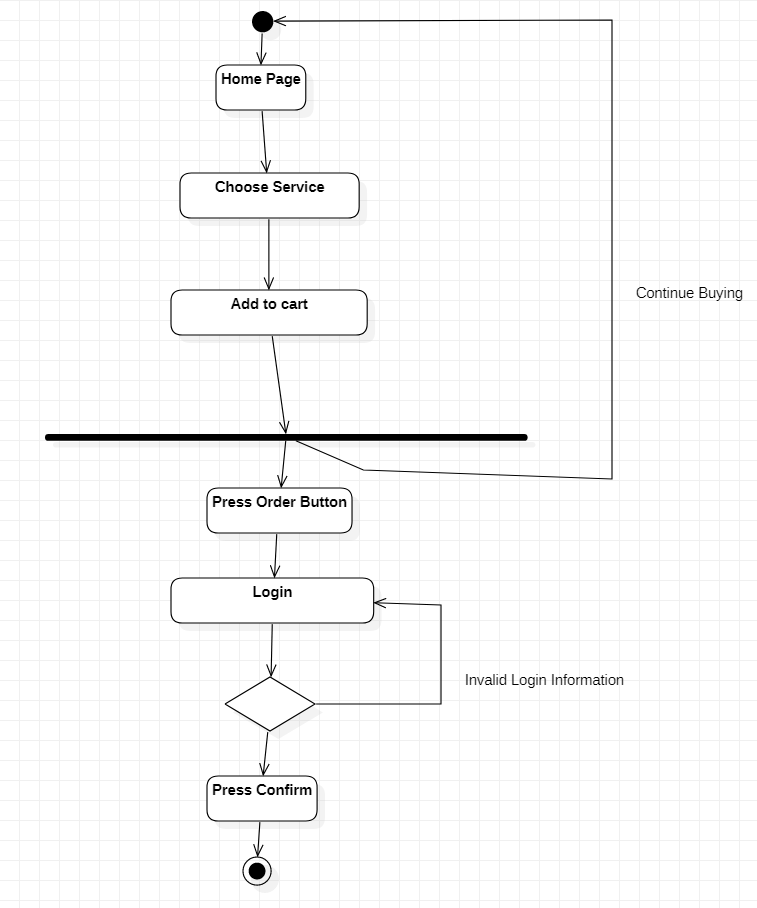 Home Page
Choose Service
Add to cart
Continue Buying
Press Order Button
Login
Invalid Login Information
Press Confirm